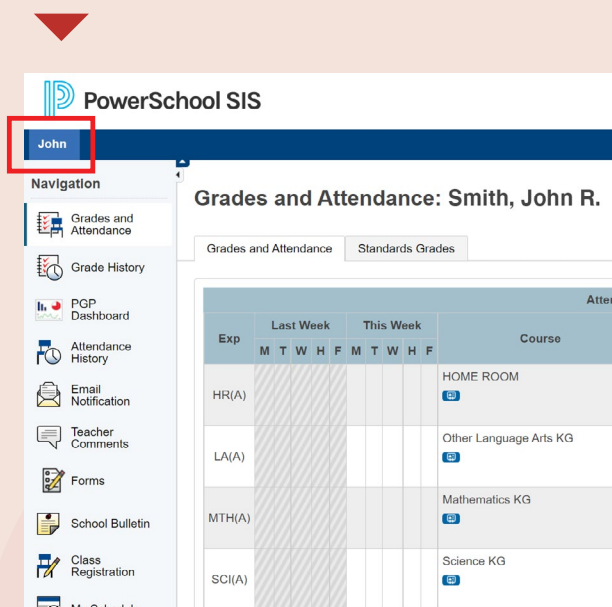 PowerSchool SIS
John
Navigation
Grades and
Attendance
Grade History
PGP
Dashboard
Attendance
History
Email
Notification
Teacher
Comments
Forms
School Bulletin
Class
Registration
Grades and Attendance: Smith, John R.
Grades and Attendance Standards Grades
Exp Last Week This Week Course
M T W H F M T W H F
HR(A) HOME ROOM
LA(A) Other Language Arts KG
MTH(A) Mathematics KG
SCI(A) Science KG